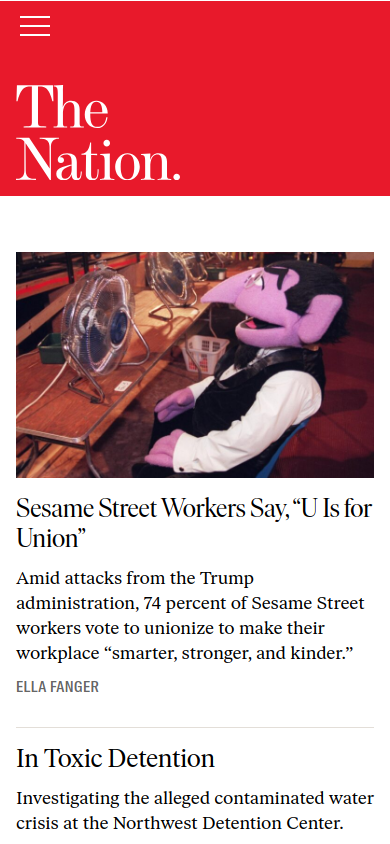 The
Nation.
Sesame Street Workers Say, “U Is for
Union”
Amid attacks from the Trump
administration, 74 percent of Sesame Street
workers vote to unionize to make their
workplace “smarter, stronger, and kinder.”
ELLA FANGER
In Toxic Detention
Investigating the alleged contaminated water
crisis at the Northwest Detention Center.